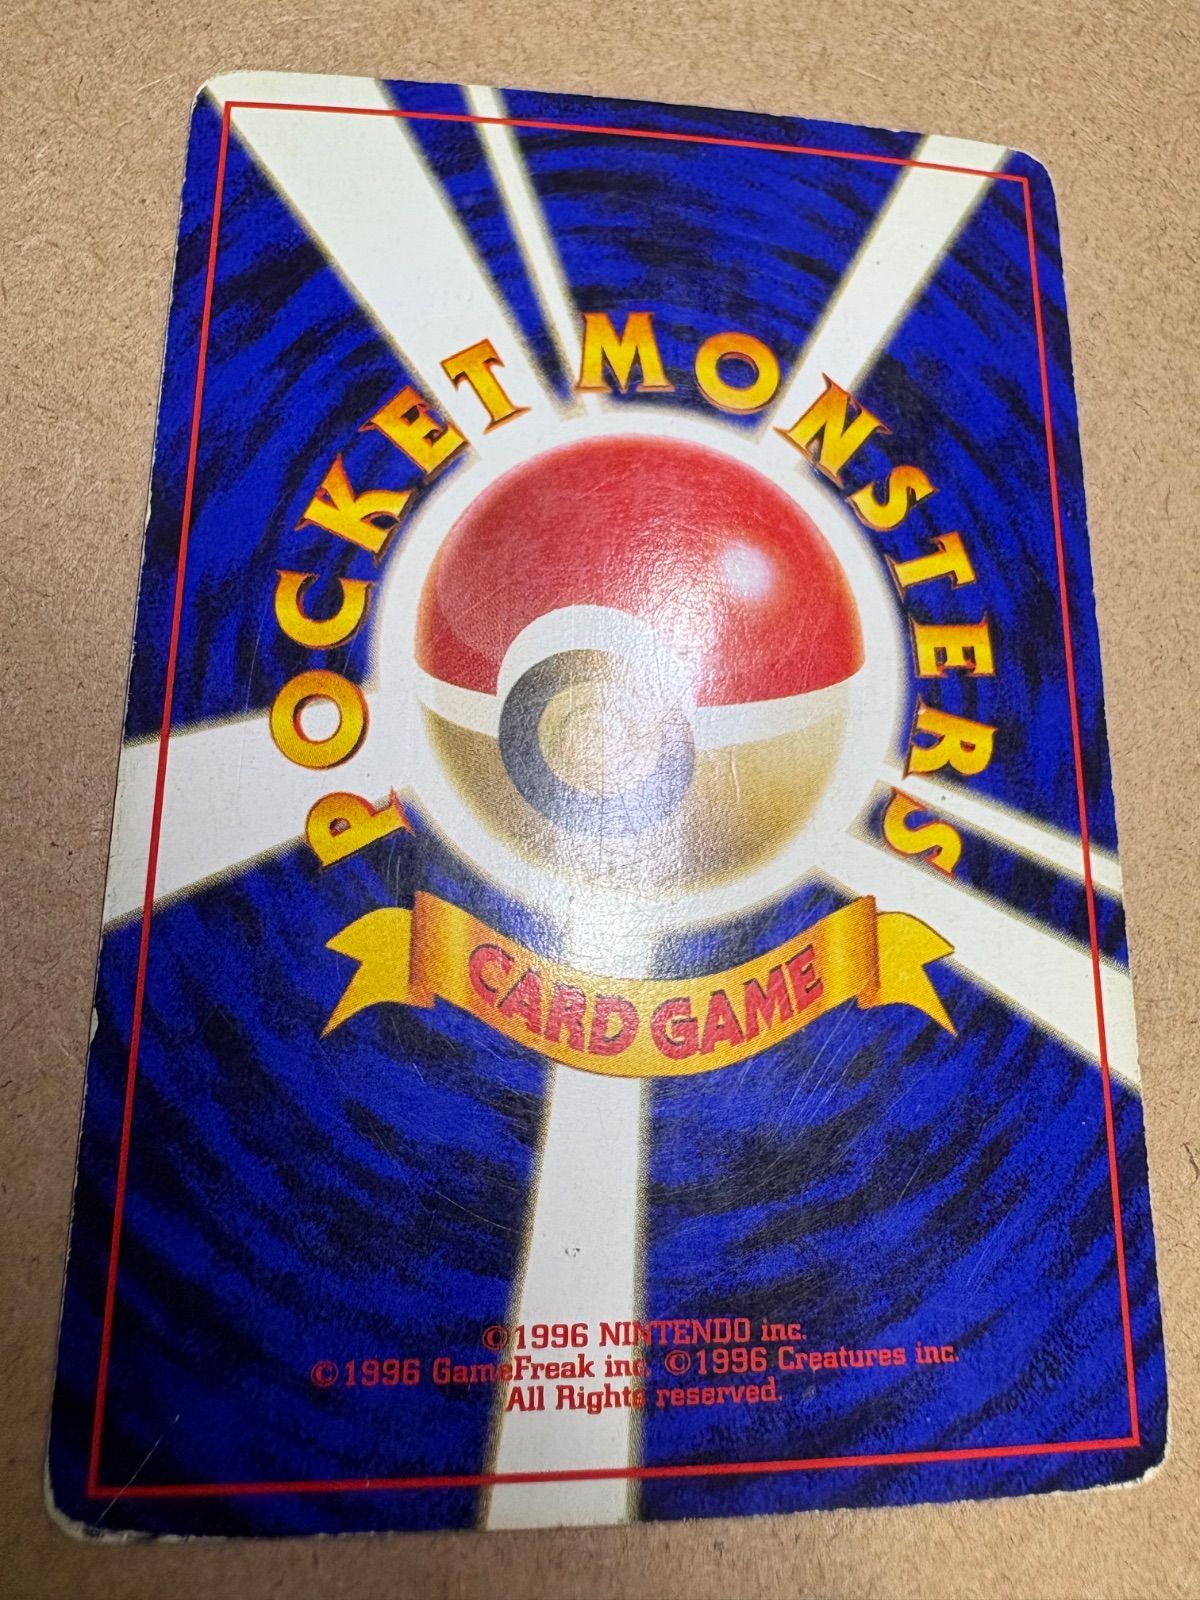 POCKET MONSTERS
CARD GAME
©1996 NINTENDO inc.
©1996 GameFreak inc. ©1996 Creatures inc.
All Rights reserved.